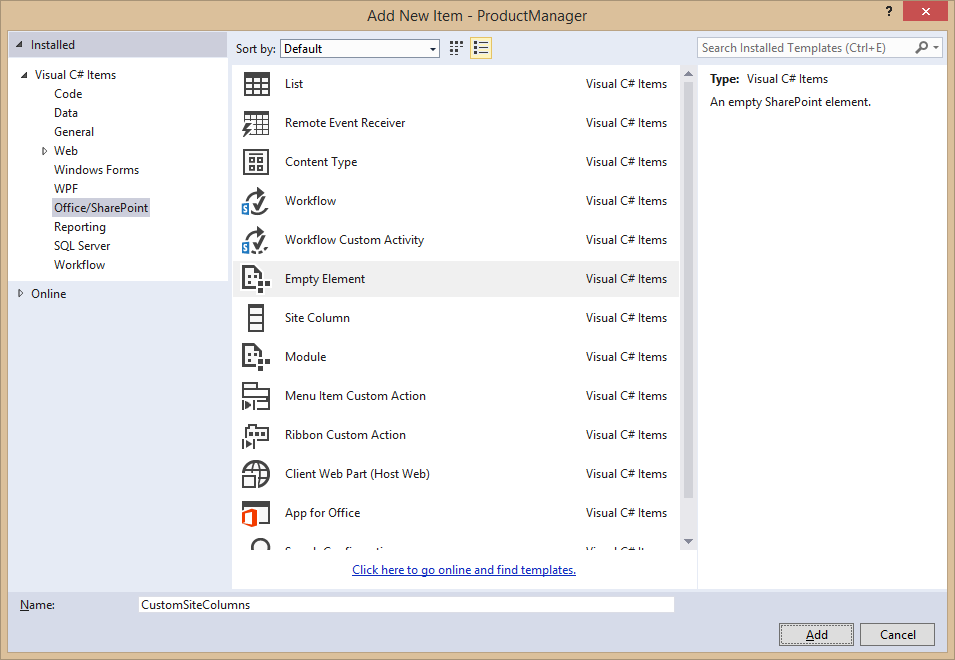 Add New Item - ProductManager
?
Installed
Sort by: Default
Search Installed Templates (Ctrl+E)
Visual C# Items
Code
Data
General
Web
Windows Forms
WPF
Office/SharePoint
Reporting
SQL Server
Workflow
Online
List Visual C# Items
Remote Event Receiver Visual C# Items
Content Type Visual C# Items
Workflow Visual C# Items
Workflow Custom Activity Visual C# Items
Empty Element Visual C# Items
Site Column Visual C# Items
Module Visual C# Items
Menu Item Custom Action Visual C# Items
Ribbon Custom Action Visual C# Items
Client Web Part (Host Web) Visual C# Items
App for Office Visual C# Items
Click here to go online and find templates.
Type: Visual C# Items
An empty SharePoint element.
Name: CustomSiteColumns
Add Cancel